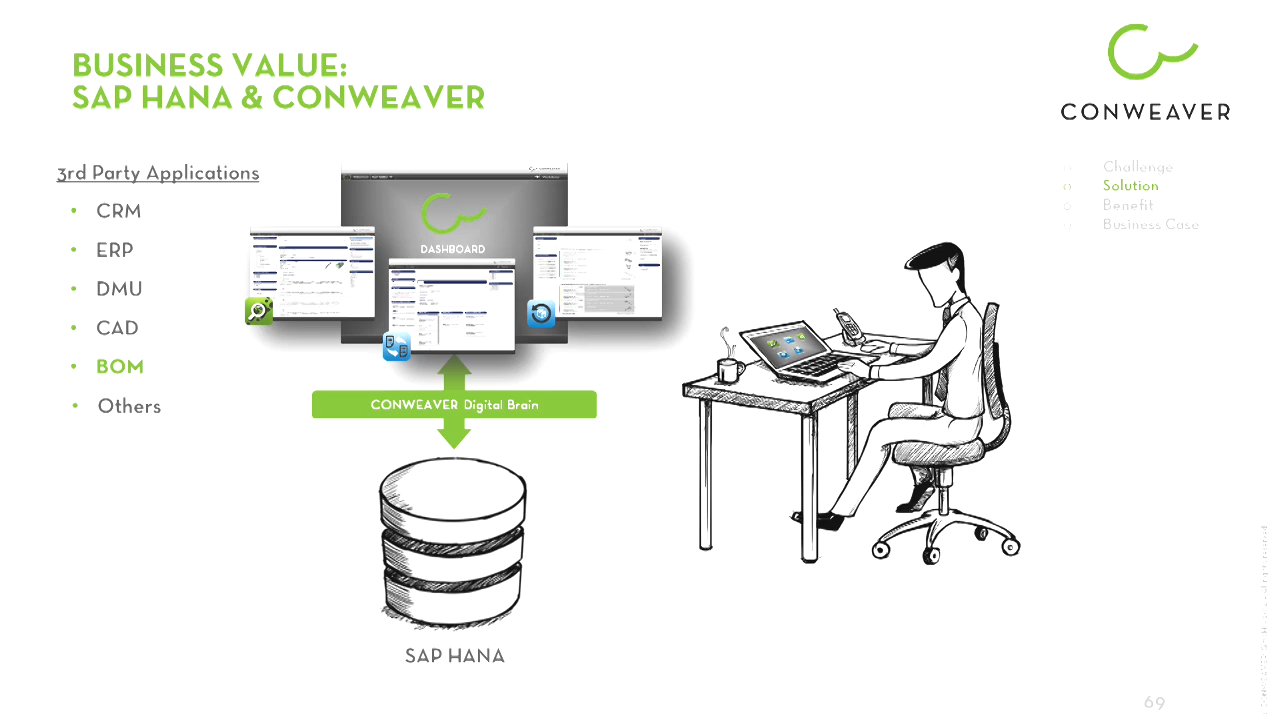 BUSINESS VALUE:
SAP HANA & CONWEAVER
CONWEAVER
Challenge
Solution
Benefit
Business Case
3rd Party Applications
• CRM
• ERP
• DMU
• CAD
• BOM
• Others
DASHBOARD
CONWEAVER Digital Brain
SAP HANA
69